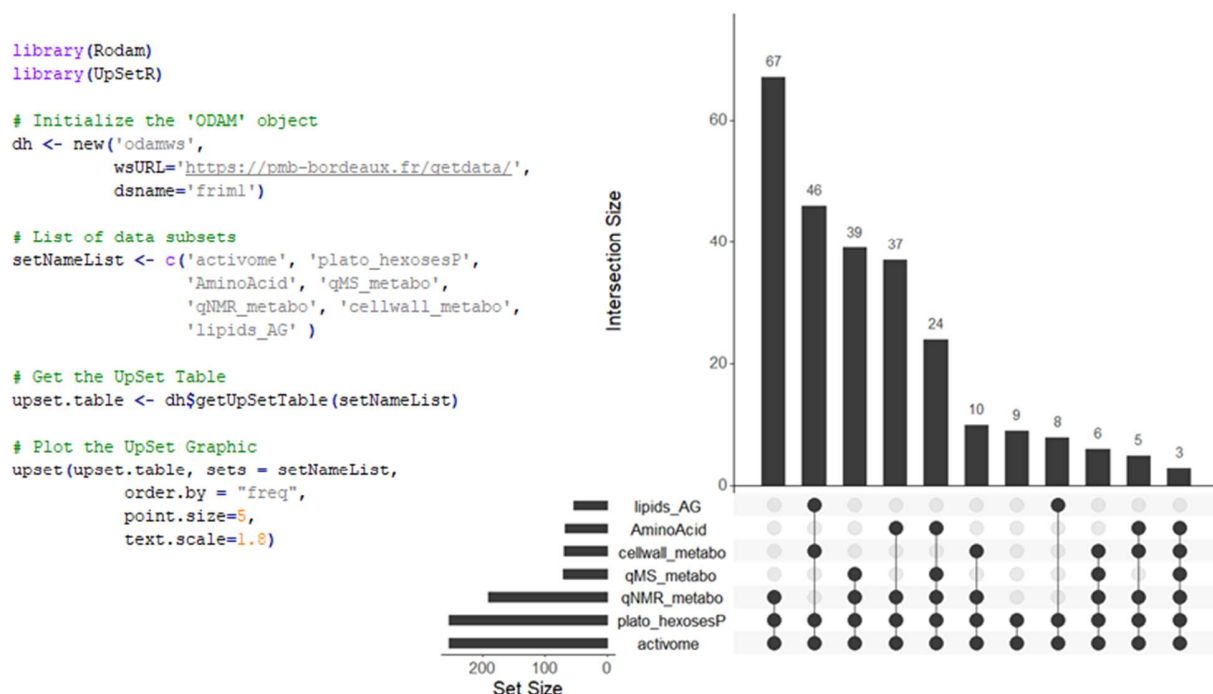 library(Rodam)
library(UpSetR)
# Initialize the 'ODAM' object
dh <- new('odamws',
wsURL='https://pmb-bordeaux.fr/getdata/',
dsname='frim1')
# List of data subsets
setNameList <- c('activome', 'plato_hexosesP',
'AminoAcid', 'qMS_metabo',
'qNMR_metabo', 'cellwall_metabo',
'lipids_AG' )
# Get the UpSet Table
upset.table <- dh$getUpSetTable(setNameList)
# Plot the UpSet Graphic
upset(upset.table, sets = setNameList,
order.by = "freq",
point.size=5,
text.scale=1.8)
Intersection Size
60
40
20
0
67
46
39
37
24
10
9
8
6
5
3
lipids_AG
AminoAcid
cellwall_metabo
qMS_metabo
qNMR_metabo
plato_hexosesP
activome
200 100 0
Set Size